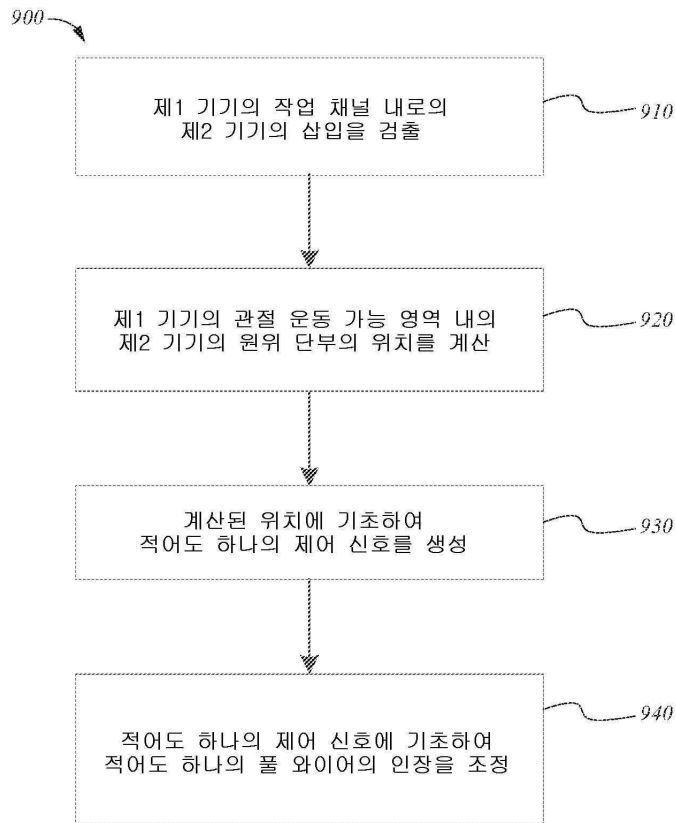 900
제1 기기의 작업 채널 내로의
제2 기기의 삽입을 검출
910
제1 기기의 관절 운동 가능 영역 내의
제2 기기의 원위 단부의 위치를 계산
920
계산된 위치에 기초하여
적어도 하나의 제어 신호를 생성
930
적어도 하나의 제어 신호에 기초하여
적어도 하나의 풀 와이어의 인장을 조정
940